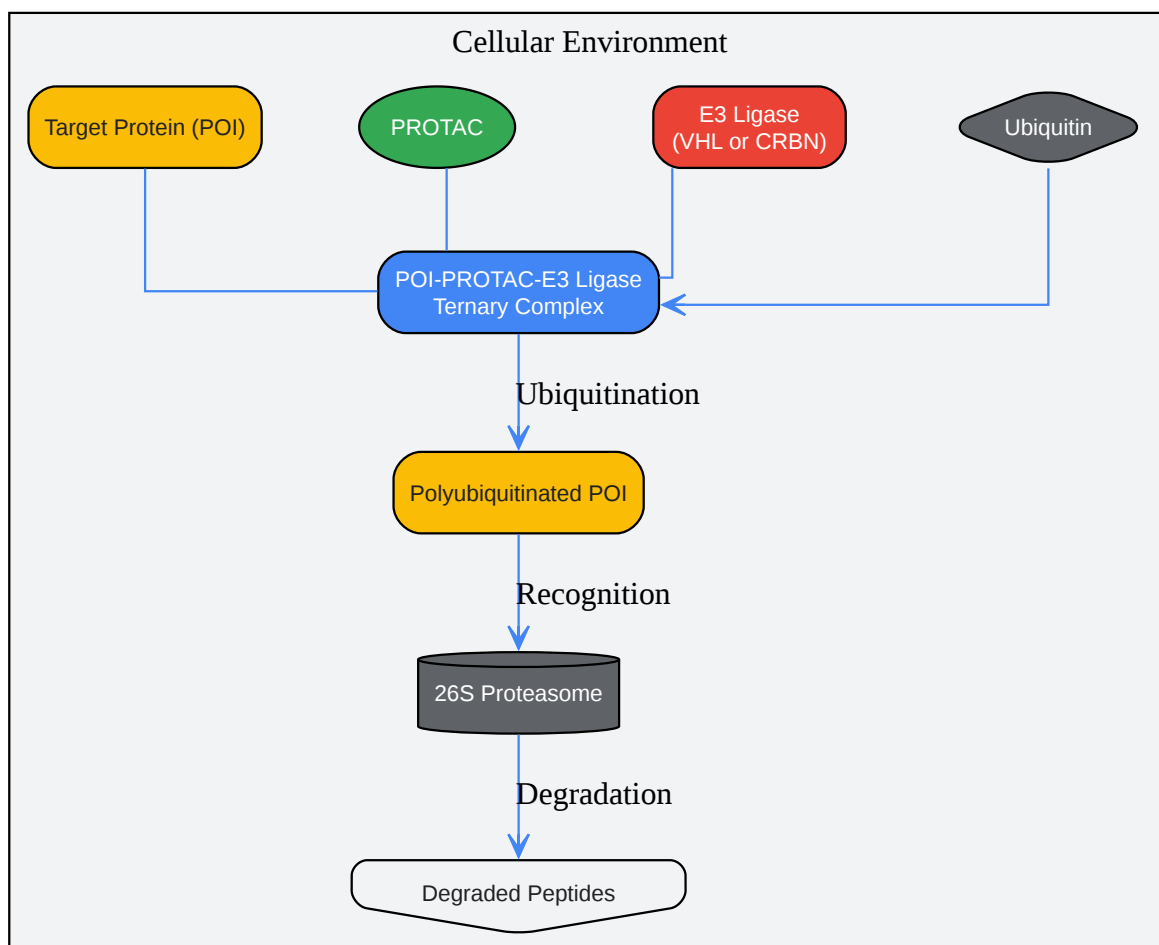 Cellular Environment
Target Protein (POI)
PROTAC
E3 Ligase
(VHL or CRBN)
Ubiquitin
POI-PROTAC-E3 Ligase
Ternary Complex
Ubiquitination
Polyubiquitinated POI
Recognition
26S Proteasome
Degradation
Degraded Peptides